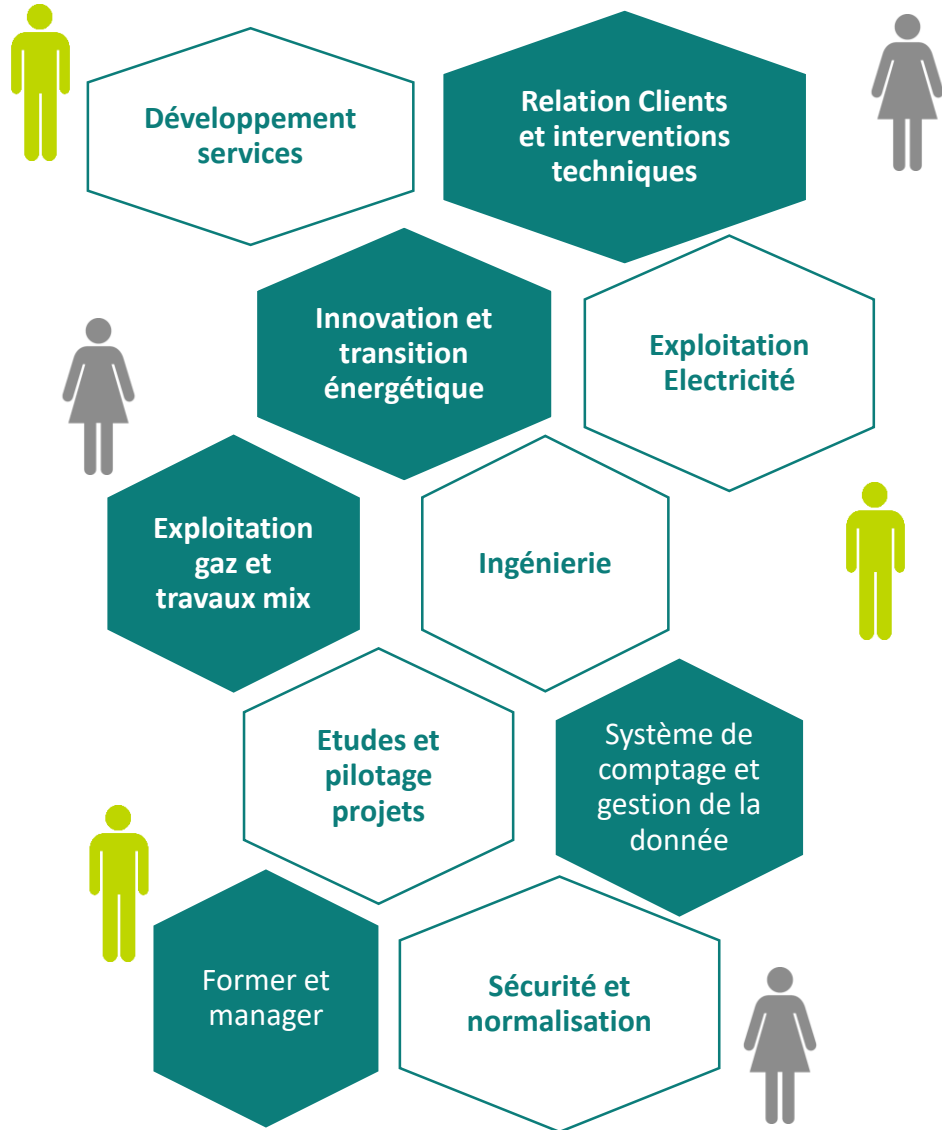 Développement
services
Relation Clients
et interventions
techniques
Innovation et
transition
énergétique
Exploitation
Electricité
Exploitation
gaz et
travaux mix
Ingénierie
Etudes et
pilotage
projets
Système de
comptage et
gestion de la
donnée
Former et
manager
Sécurité et
normalisation